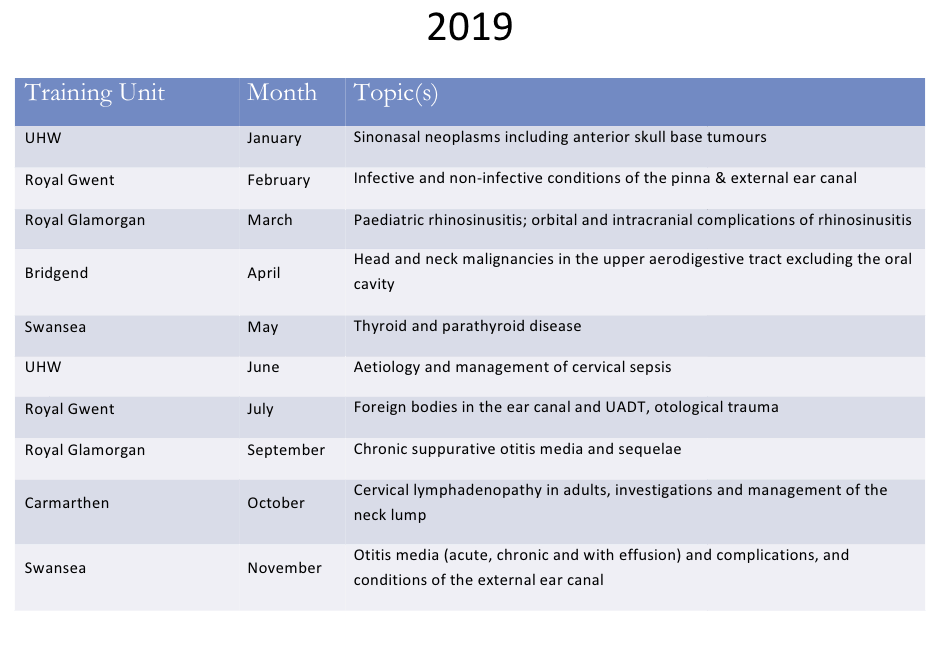 2019
Training Unit Month Topic(s)
UHW January Sinonasal neoplasms including anterior skull base tumours
Royal Gwent February Infective and non-infective conditions of the pinna & external ear canal
Royal Glamorgan March Paediatric rhinosinusitis; orbital and intracranial complications of rhinosinusitis
Bridgend April Head and neck malignancies in the upper aerodigestive tract excluding the oral
cavity
Swansea May Thyroid and parathyroid disease
UHW June Aetiology and management of cervical sepsis
Royal Gwent July Foreign bodies in the ear canal and UADT, otological trauma
Royal Glamorgan September Chronic suppurative otitis media and sequelae
Carmarthen October Cervical lymphadenopathy in adults, investigations and management of the
neck lump
Swansea November Otitis media (acute, chronic and with effusion) and complications, and
conditions of the external ear canal